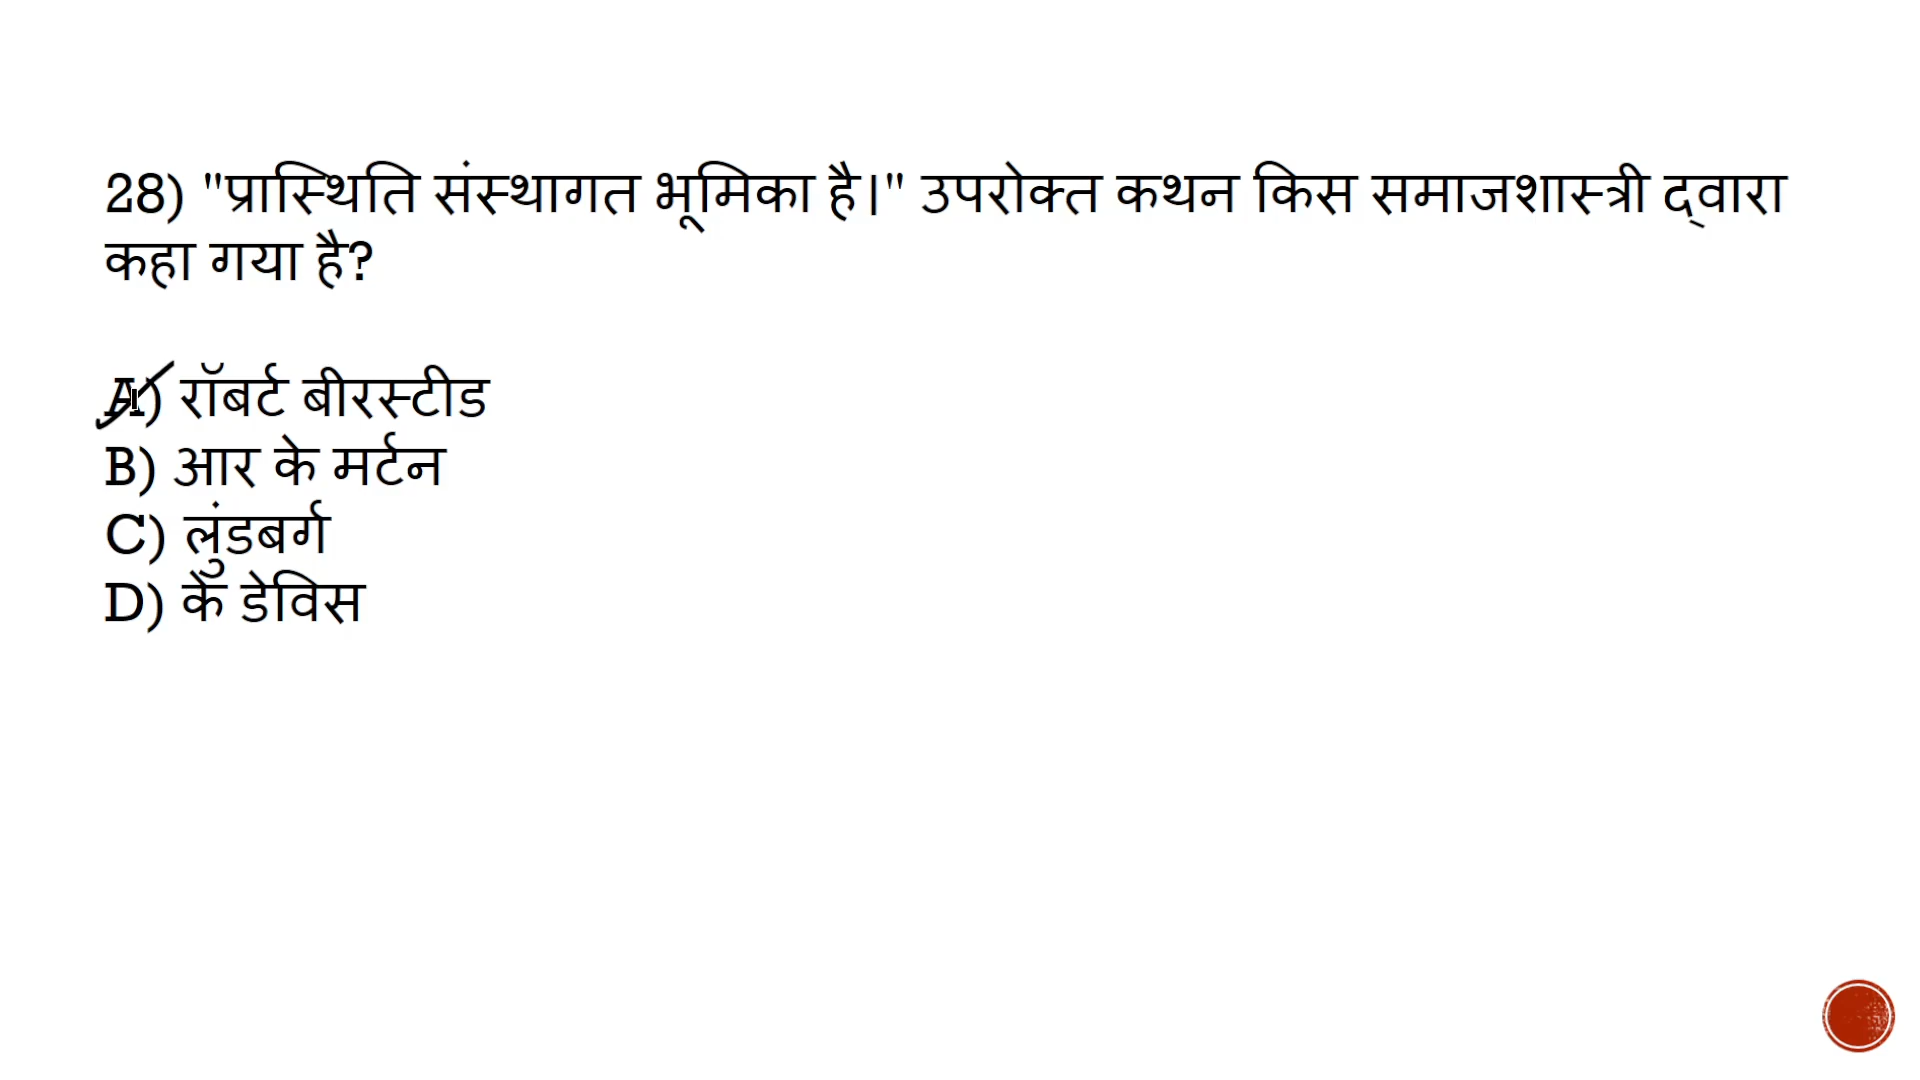 28) "प्रास्थिति संस्थागत भूमिका है।" उपरोक्त कथन किस समाजशास्त्री द्वारा
कहा गया है?
A) रॉबर्ट बीरस्टीड
B) आर के मर्टन
C) लुंडबर्ग
D) के डेविस